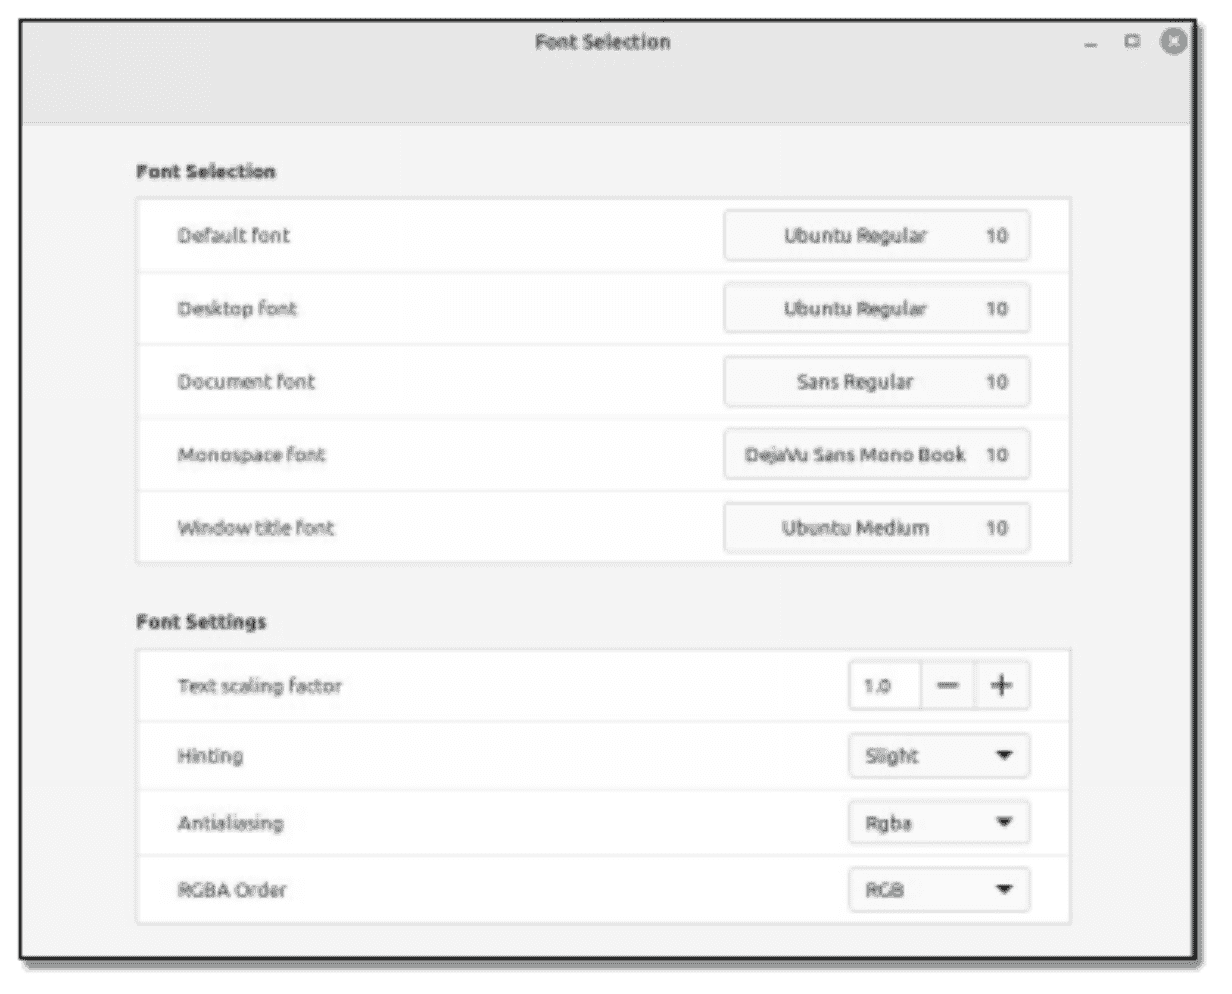 Font Selection
Font Selection
Default font Ubuntu Regular 10
Desktop font Ubuntu Regular 10
Document font Sans Regular 10
Monospace font DejaVu Sans Mono Book 10
Window title font Ubuntu Medium 10
Font Settings
Text scaling factor 1.0 − +
Hinting Slight
Antialiasing Rgba
RGBA Order RGB